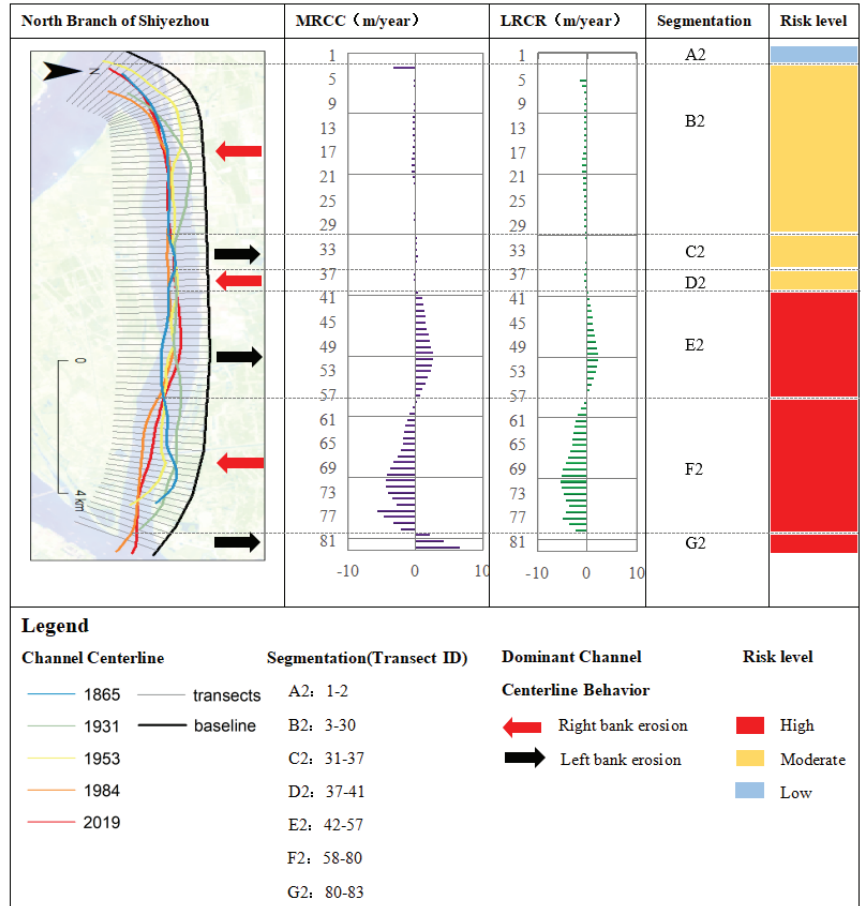 North Branch of Shiyezhou
MRCC（m/year）
LRCR（m/year）
Segmentation
Risk level
N
0
4 km
1
5
9
13
17
21
25
29
33
37
41
45
49
53
57
61
65
69
73
77
81
-10 0 10
1
5
9
13
17
21
25
29
33
37
41
45
49
53
57
61
65
69
73
77
81
-10 0 10
A2
B2
C2
D2
E2
F2
G2
Legend
Channel Centerline
1865
transects
1931
baseline
1953
1984
2019
Segmentation(Transect ID)
A2：1-2
B2：3-30
C2：31-37
D2：37-41
E2：42-57
F2：58-80
G2：80-83
Dominant Channel
Centerline Behavior
Right bank erosion
Left bank erosion
Risk level
High
Moderate
Low